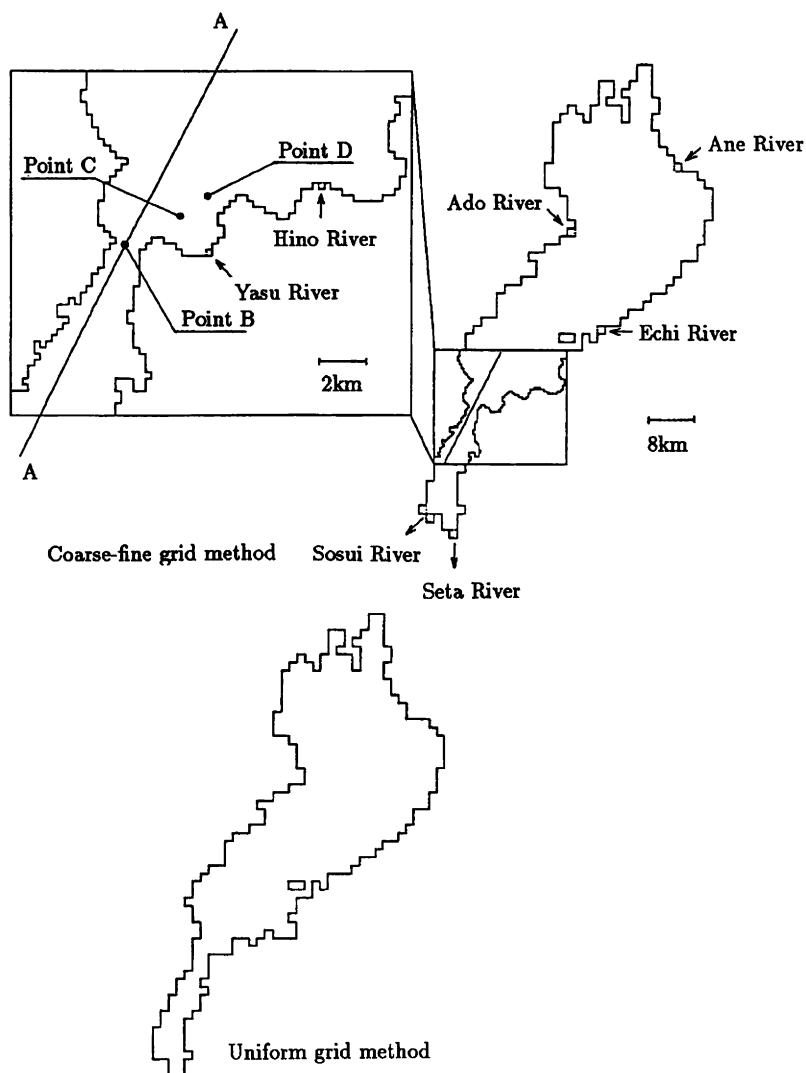 A
Point C
Point D
Hino River
Yasu River
Point B
2km
A
Ane River
Ado River
Echi River
8km
Coarse-fine grid method
Sosui River
Seta River
Uniform grid method